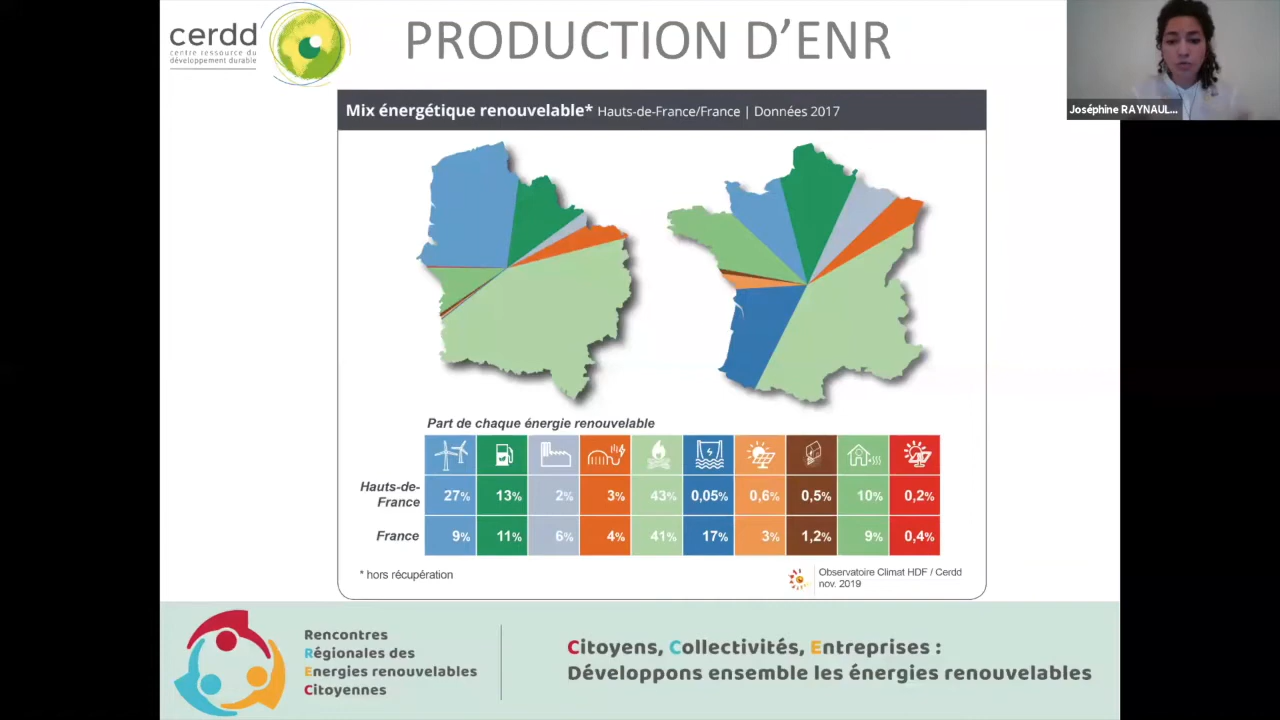 cerdd
centre ressource du
développement durable
PRODUCTION D'ENR
Joséphine RAYNAUL...
Mix énergétique renouvelable* Hauts-de-France/France | Données 2017
Part de chaque énergie renouvelable
Hauts-de-
France
27% 13% 2% 3% 43% 0,05% 0,6% 0,5% 10% 0,2%
France 9% 11% 6% 4% 41% 17% 3% 1,2% 9% 0,4%
* hors récupération
Observatoire Climat HDF / Cerdd
nov. 2019
Rencontres
Régionales des
Energies renouvelables
Citoyennes
Citoyens, Collectivités, Entreprises :
Développons ensemble les énergies renouvelables